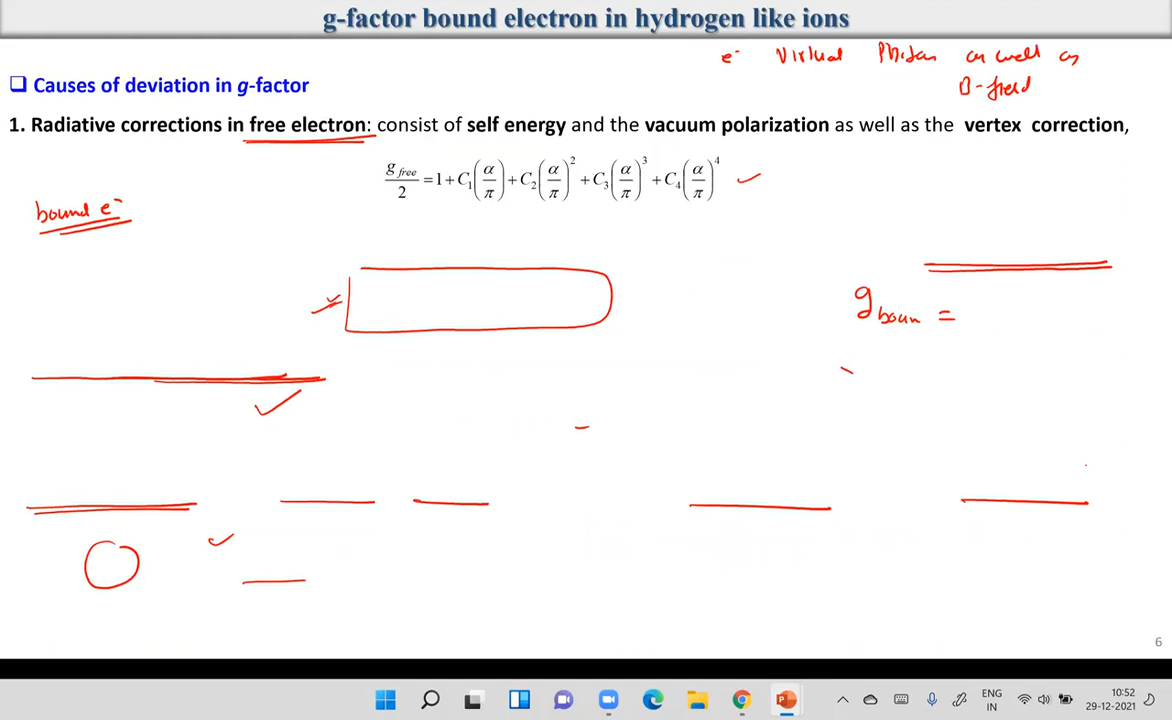 g-factor bound electron in hydrogen like ions
e⁻ Virtual Photon as well as
B-field
❑ Causes of deviation in g-factor
1. Radiative corrections in free electron: consist of self energy and the vacuum polarization as well as the vertex correction,
g_free/2 = 1 + C₁(α/π) + C₂(α/π)² + C₃(α/π)³ + C₄(α/π)⁴
bound e⁻
g boun =
6
ENG
IN
10:52
29-12-2021